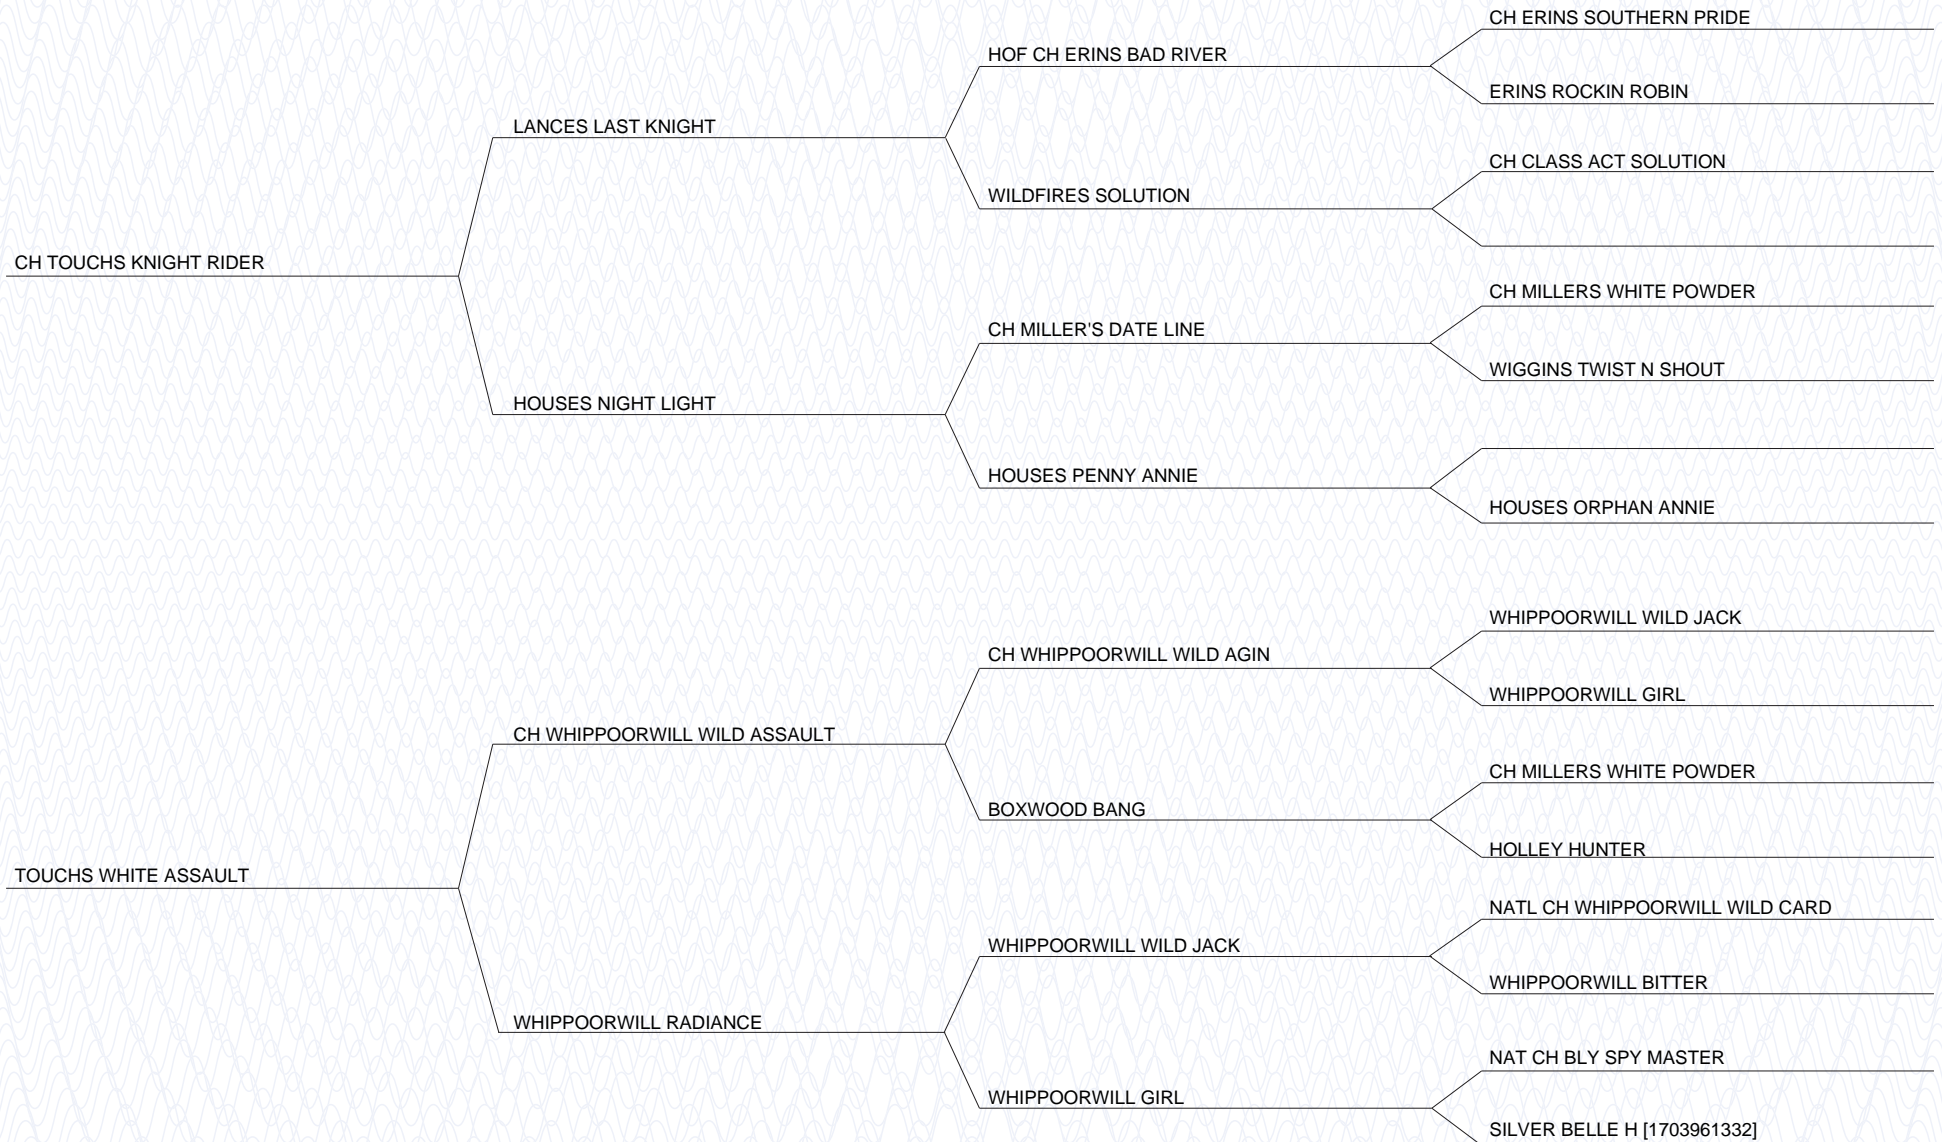 CH ERINS SOUTHERN PRIDE
HOF CH ERINS BAD RIVER
ERINS ROCKIN ROBIN
LANCES LAST KNIGHT
CH CLASS ACT SOLUTION
WILDFIRES SOLUTION
CH TOUCHS KNIGHT RIDER
CH MILLERS WHITE POWDER
CH MILLER'S DATE LINE
WIGGINS TWIST N SHOUT
HOUSES NIGHT LIGHT
HOUSES PENNY ANNIE
HOUSES ORPHAN ANNIE
WHIPPOORWILL WILD JACK
CH WHIPPOORWILL WILD AGIN
WHIPPOORWILL GIRL
CH WHIPPOORWILL WILD ASSAULT
CH MILLERS WHITE POWDER
BOXWOOD BANG
HOLLEY HUNTER
TOUCHS WHITE ASSAULT
NATL CH WHIPPOORWILL WILD CARD
WHIPPOORWILL WILD JACK
WHIPPOORWILL BITTER
WHIPPOORWILL RADIANCE
NAT CH BLY SPY MASTER
WHIPPOORWILL GIRL
SILVER BELLE H [1703961332]